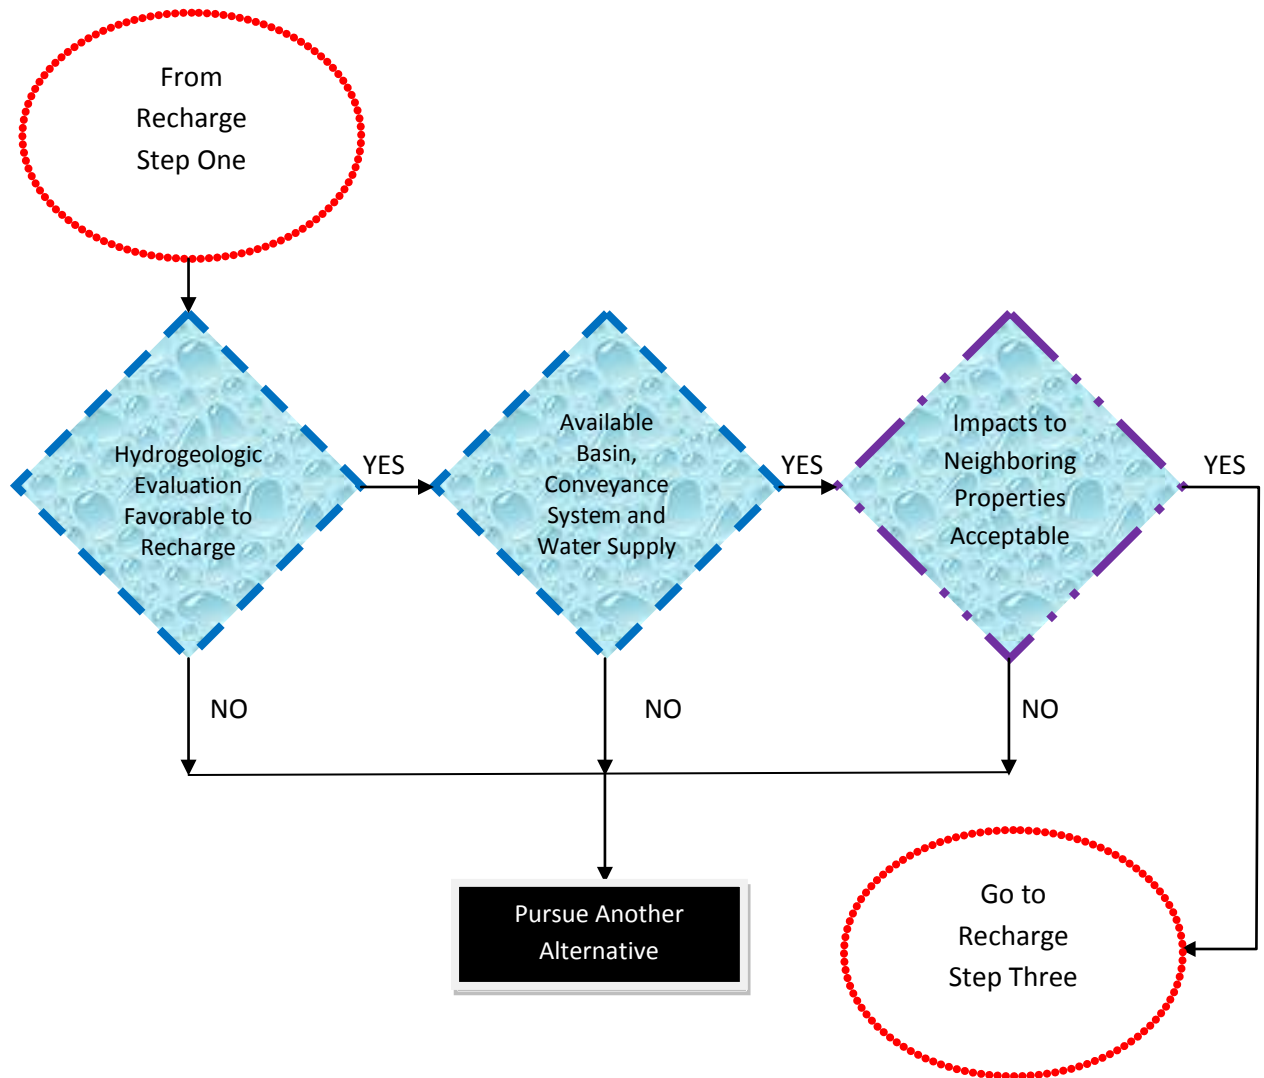 From
Recharge
Step One
Hydrogeologic
Evaluation
Favorable to
Recharge
YES
Available
Basin,
Conveyance
System and
Water Supply
YES
Impacts to
Neighboring
Properties
Acceptable
YES
NO
NO
NO
Pursue Another
Alternative
Go to
Recharge
Step Three